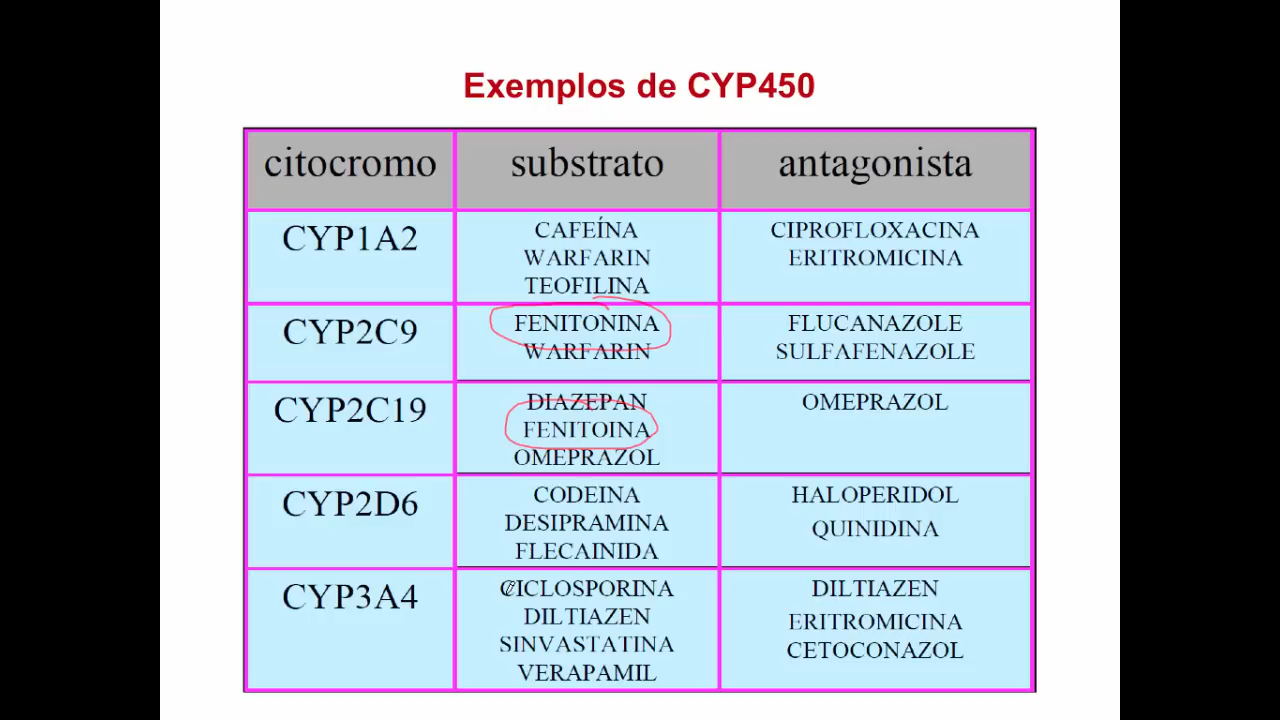 Exemplos de CYP450
citocromo substrato antagonista
CYP1A2
CAFEÍNA
WARFARIN
TEOFILINA
CIPROFLOXACINA
ERITROMICINA
CYP2C9
FENITONINA
WARFARIN
FLUCANAZOLE
SULFAFENAZOLE
CYP2C19
DIAZEPAN
FENITOINA
OMEPRAZOL
OMEPRAZOL
CYP2D6
CODEINA
DESIPRAMINA
FLECAINIDA
HALOPERIDOL
QUINIDINA
CYP3A4
CICLOSPORINA
DILTIAZEN
SINVASTATINA
VERAPAMIL
DILTIAZEN
ERITROMICINA
CETOCONAZOL